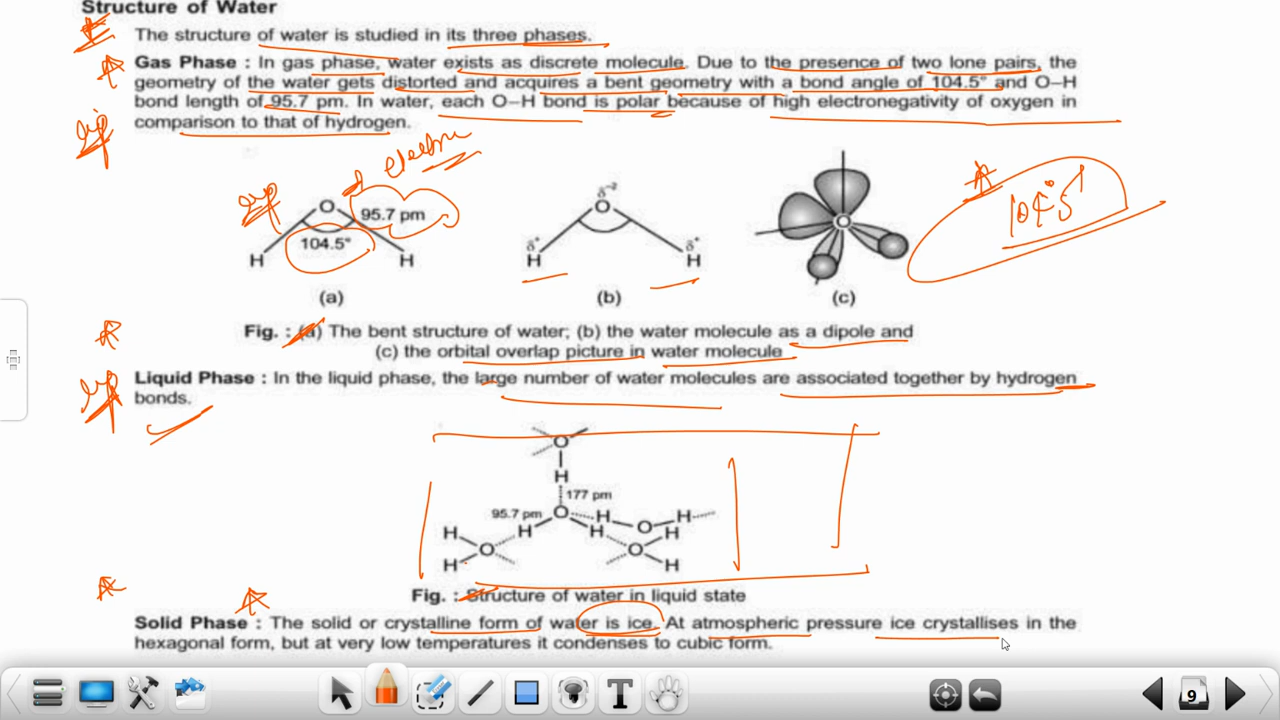 Structure of Water
The structure of water is studied in its three phases.
Gas Phase : In gas phase, water exists as discrete molecule. Due to the presence of two lone pairs, the
geometry of the water gets distorted and acquires a bent geometry with a bond angle of 104.5° and O–H
bond length of 95.7 pm. In water, each O–H bond is polar because of high electronegativity of oxygen in
comparison to that of hydrogen.
O
95.7 pm
104.5°
H H
(a)
δ⁻²
O
δ⁺ δ⁺
H H
(b)
O
(c)
104.5°
Fig. : (a) The bent structure of water; (b) the water molecule as a dipole and
(c) the orbital overlap picture in water molecule
Liquid Phase : In the liquid phase, the large number of water molecules are associated together by hydrogen
bonds.
O
H
177 pm
95.7 pm O H H
H H H O H
O O
H H
Fig. : Structure of water in liquid state
Solid Phase : The solid or crystalline form of water is ice. At atmospheric pressure ice crystallises in the
hexagonal form, but at very low temperatures it condenses to cubic form.
T
9